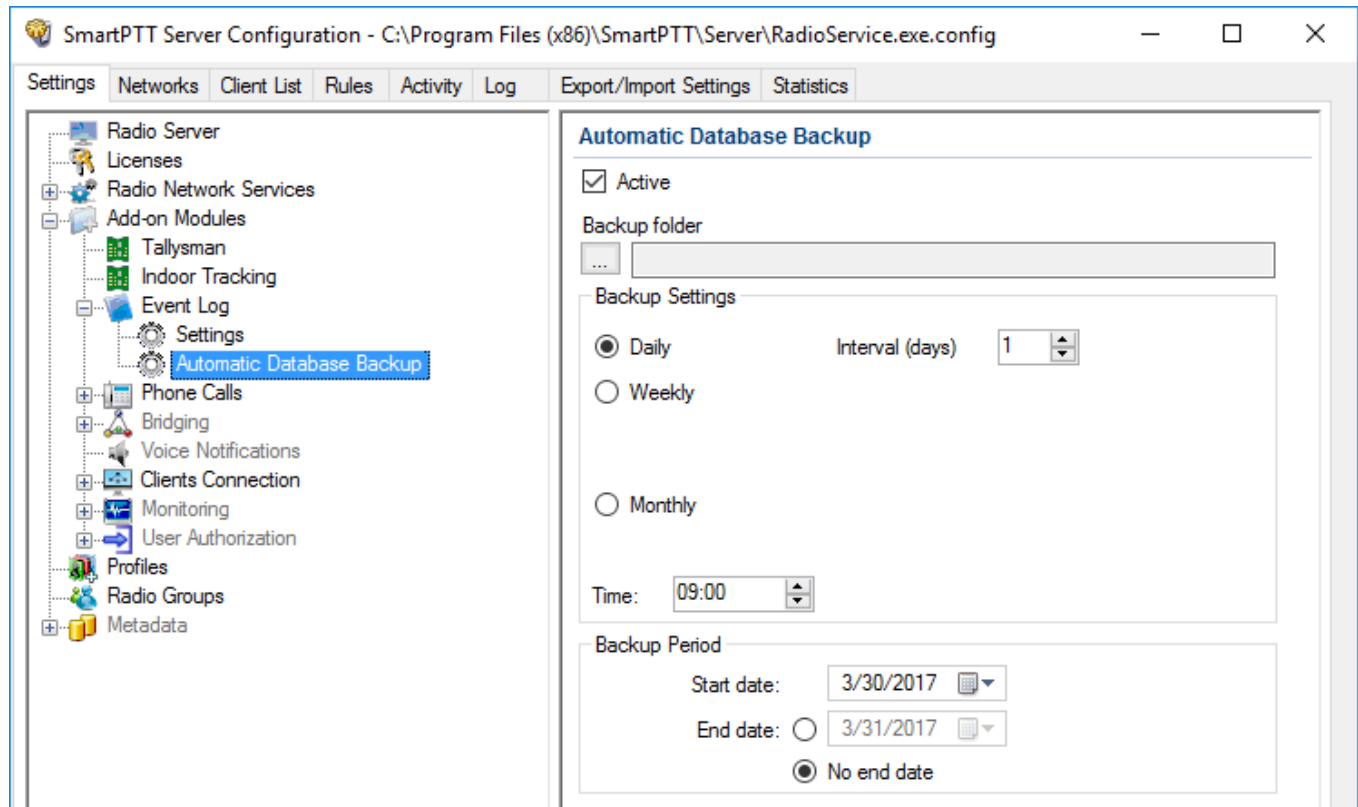 SmartPTT Server Configuration - C:\Program Files (x86)\SmartPTT\Server\RadioService.exe.config
Settings Networks Client List Rules Activity Log Export/Import Settings Statistics
Radio Server
Licenses
Radio Network Services
Add-on Modules
Tallysman
Indoor Tracking
Event Log
Settings
Automatic Database Backup
Phone Calls
Bridging
Voice Notifications
Clients Connection
Monitoring
User Authorization
Profiles
Radio Groups
Metadata
Automatic Database Backup
Active
Backup folder
...
Backup Settings
Daily Interval (days) 1
Weekly
Monthly
Time: 09:00
Backup Period
Start date: 3/30/2017
End date: 3/31/2017
No end date